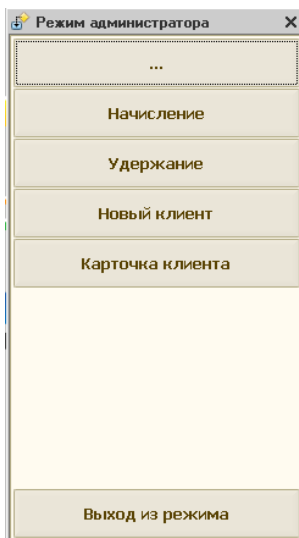 Режим администратора
...
Начисление
Удержание
Новый клиент
Карточка клиента
Выход из режима